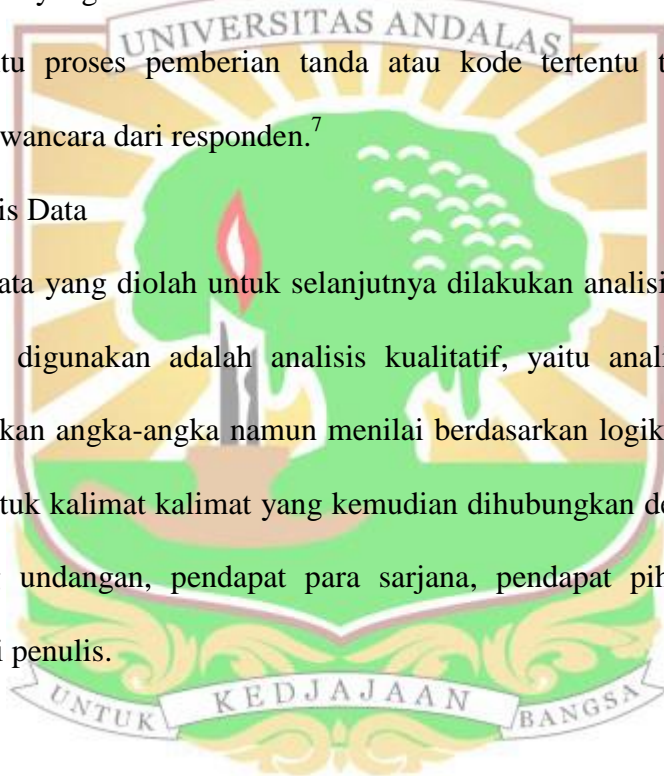 yang
UNIVERSITAS ANDALAS
tu proses pemberian tanda atau kode tertentu t
wancara dari responden.7
is Data
ata yang diolah untuk selanjutnya dilakukan analisi
digunakan adalah analisis kualitatif, yaitu anal
kan angka-angka namun menilai berdasarkan logik
tuk kalimat kalimat yang kemudian dihubungkan de
undangan, pendapat para sarjana, pendapat pih
i penulis.
UNTUK KEDJAJAAN BANGSA